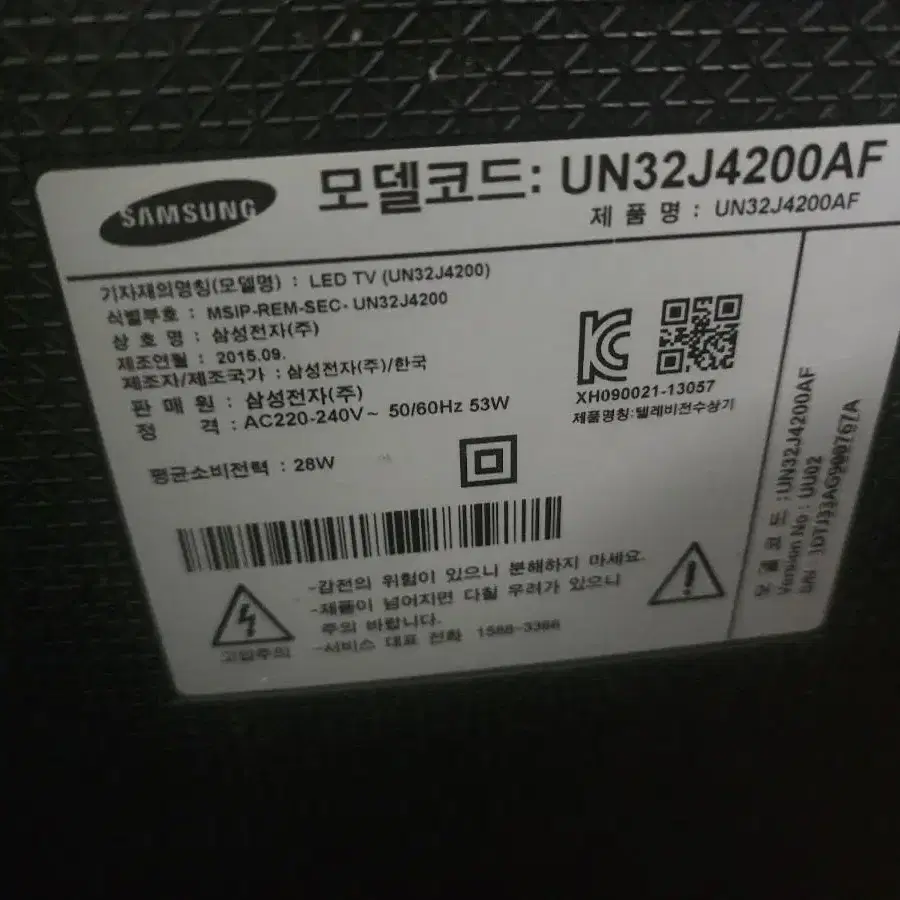 SAMSUNG
모델코드: UN32J4200AF
제 품 명 : UN32J4200AF
기자재의명칭(모델명) : LED TV (UN32J4200)
식별부호 : MSIP-REM-SEC- UN32J4200
상 호 명 : 삼성전자(주)
제조연월 : 2015.09.
제조자/제조국가 : 삼성전자(주)/한국
판 매 원 : 삼성전자(주)
정 격 : AC220-240V~ 50/60Hz 53W
평균소비전력 : 28W
XH090021-13057
제품명칭:텔레비전수상기
-감전의 위험이 있으니 분해하지 마세요.
-제품이 넘어지면 다칠 우려가 있으니
주의 바랍니다.
-서비스 대표 전화 1588-3366
고압주의
모 델 코 드 : UN32J4200AF
Version No : UU02
S/N :